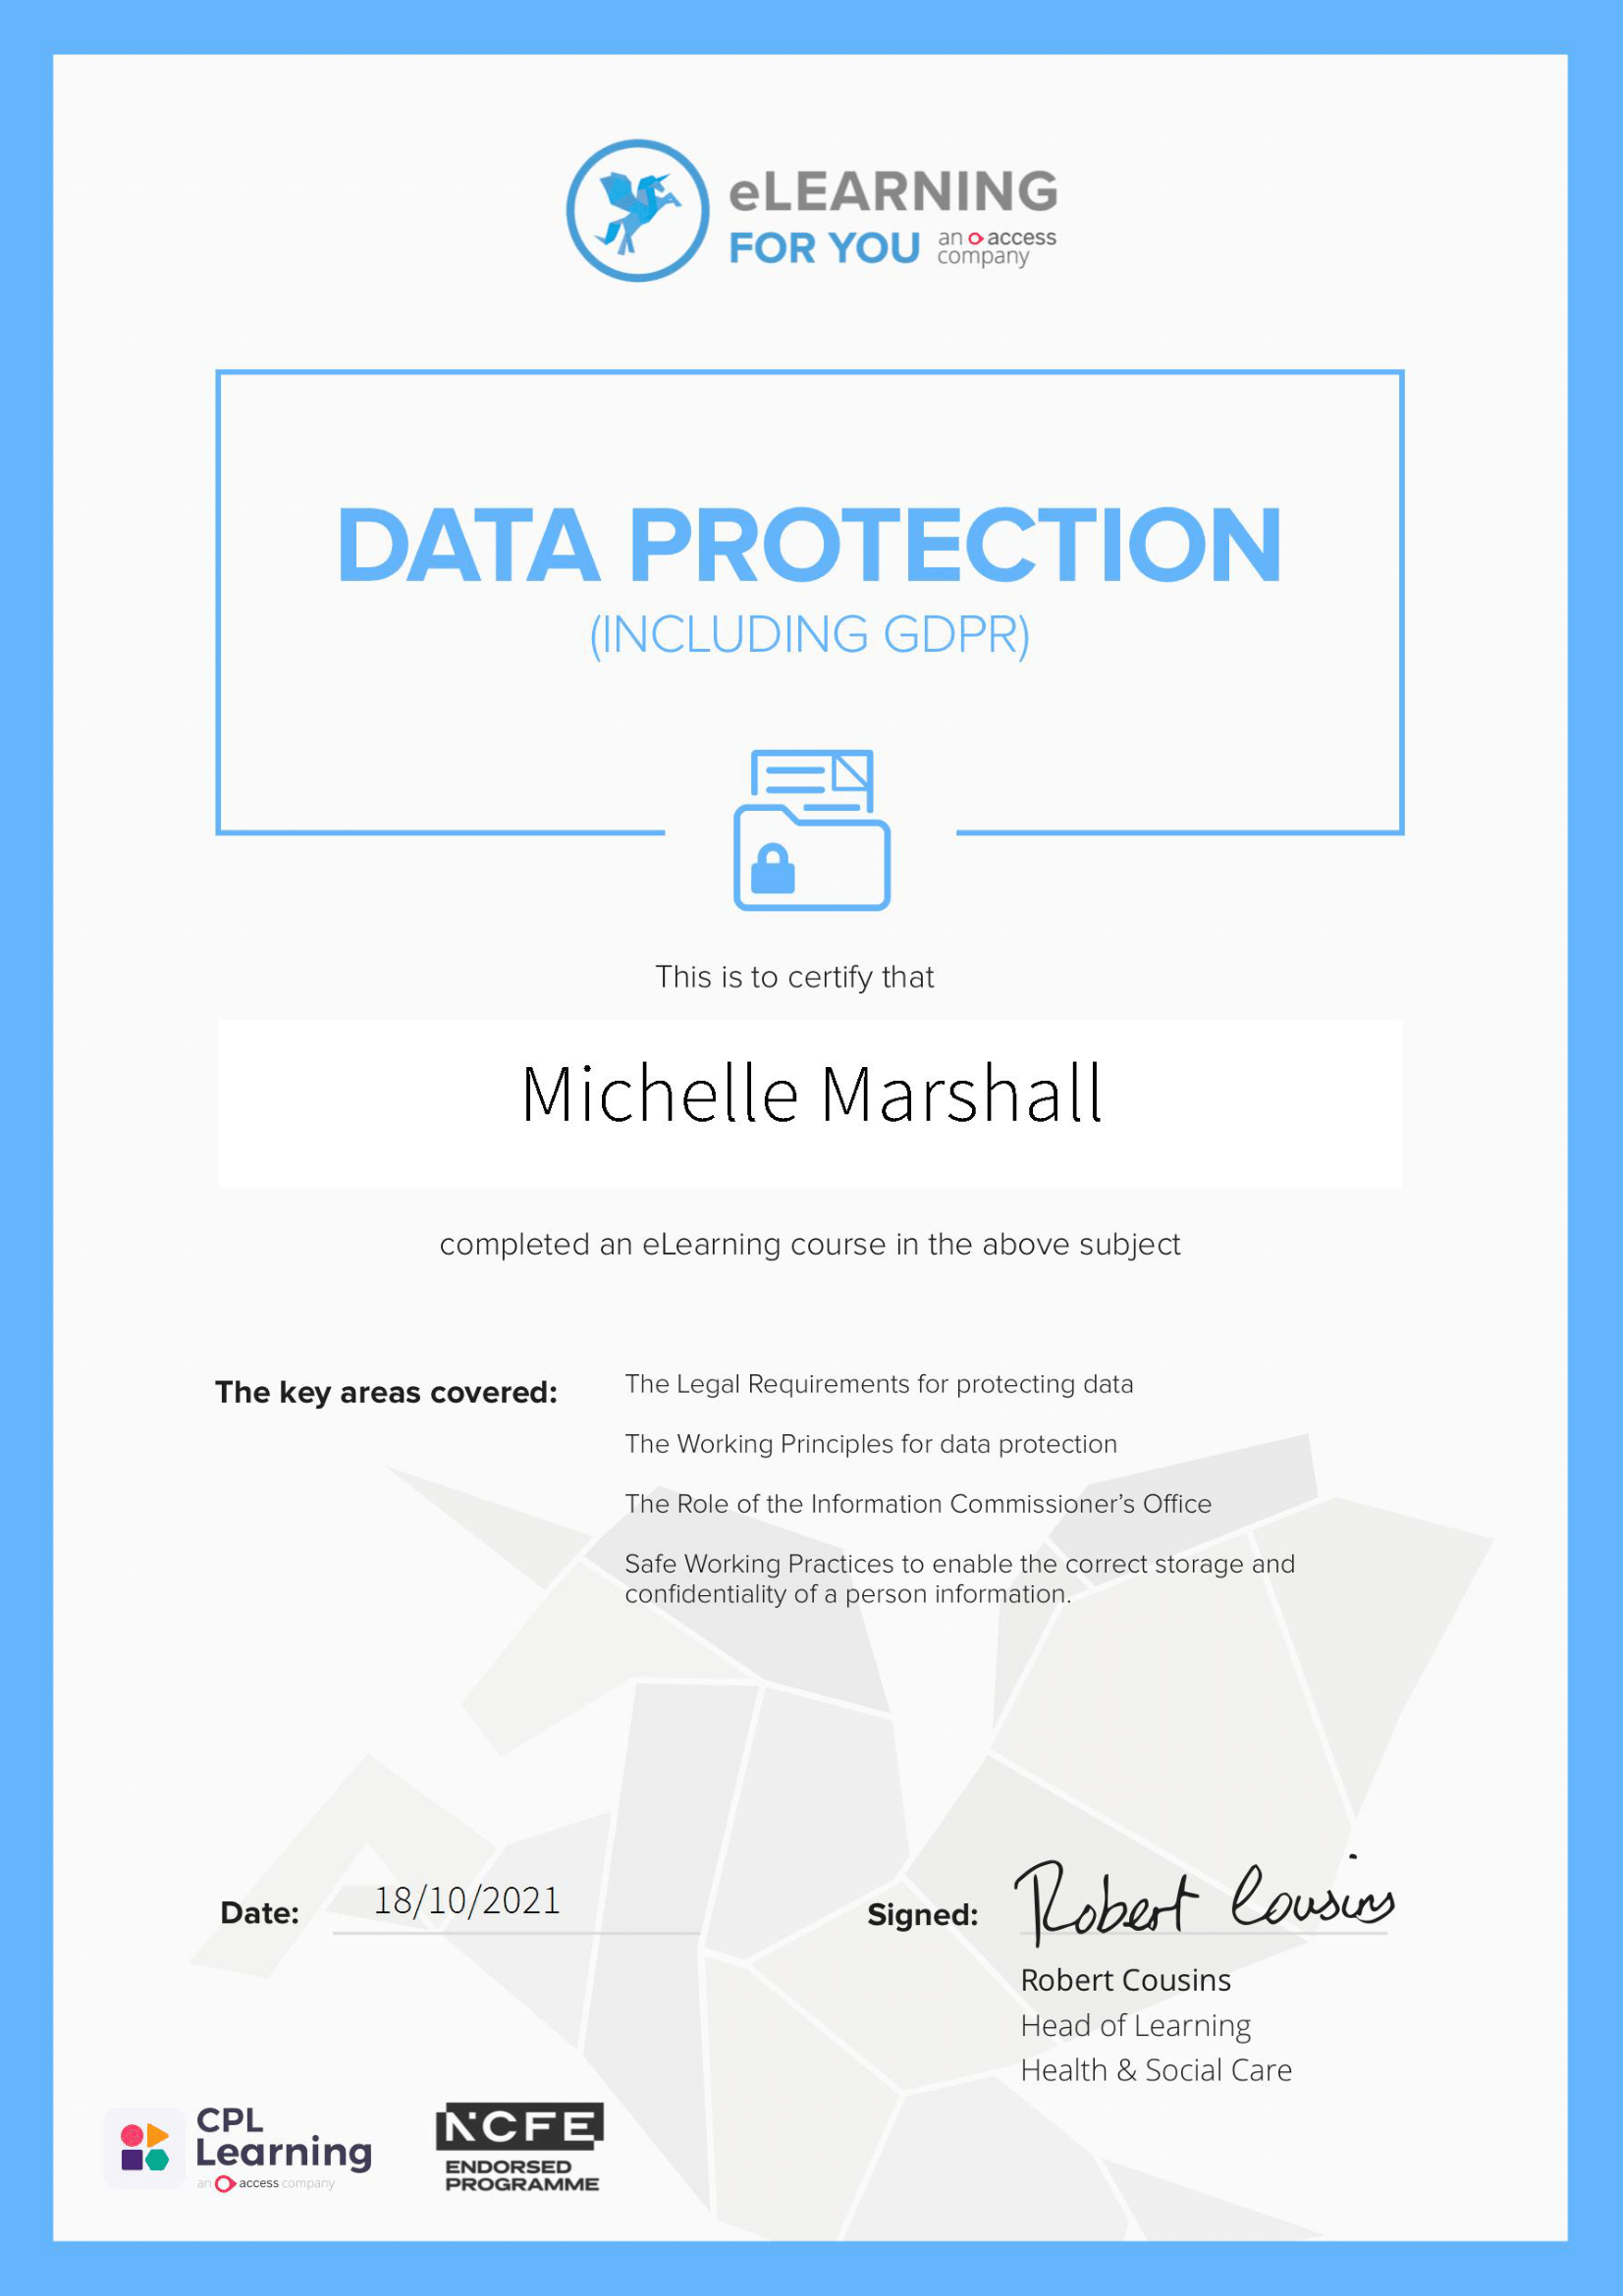 eLEARNING
FOR YOU an access company
DATA PROTECTION
(INCLUDING GDPR)
This is to certify that
Michelle Marshall
completed an eLearning course in the above subject
The key areas covered:
The Legal Requirements for protecting data
The Working Principles for data protection
The Role of the Information Commissioner's Office
Safe Working Practices to enable the correct storage and
confidentiality of a person information.
Date: 18/10/2021
Signed: Robert Cousins
Robert Cousins
Head of Learning
Health & Social Care
CPL
Learning
an access company
NCFE
ENDORSED
PROGRAMME